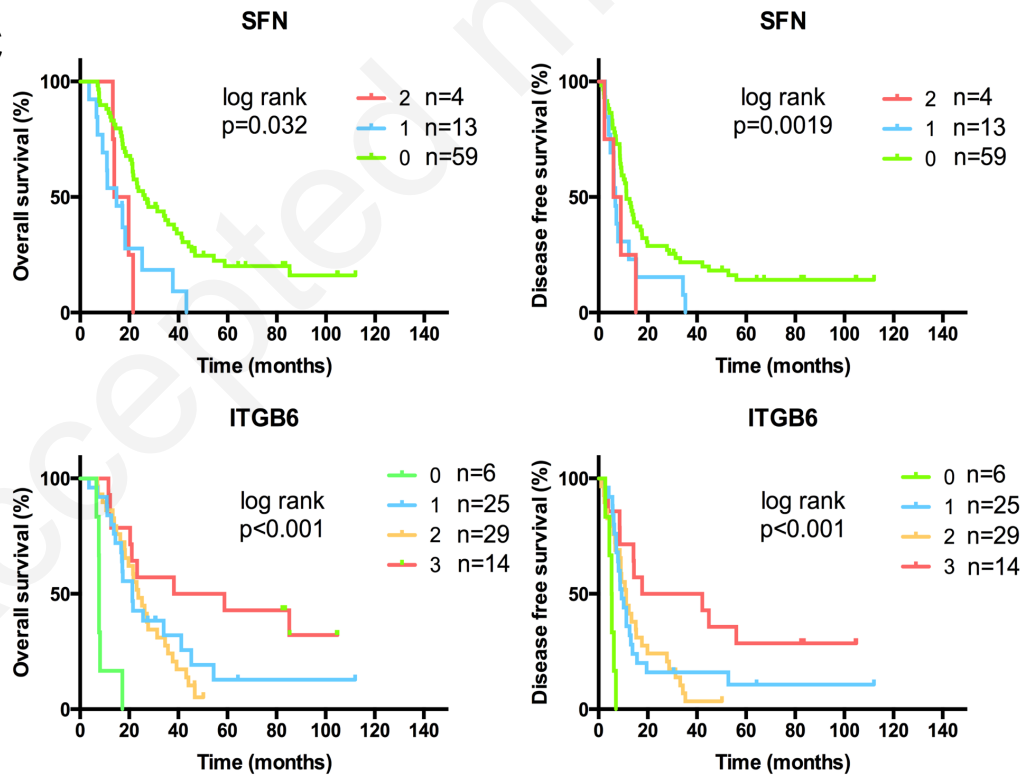 SFN
Overall survival (%)
100
50
0
0 20 40 60 80 100 120 140
Time (months)
log rank
p=0.032
2 n=4
1 n=13
0 n=59
SFN
Disease free survival (%)
100
50
0
0 20 40 60 80 100 120 140
Time (months)
log rank
p=0.0019
2 n=4
1 n=13
0 n=59
ITGB6
Overall survival (%)
100
50
0
0 20 40 60 80 100 120 140
Time (months)
log rank
p<0.001
0 n=6
1 n=25
2 n=29
3 n=14
ITGB6
Disease free survival (%)
100
50
0
0 20 40 60 80 100 120 140
Time (months)
log rank
p<0.001
0 n=6
1 n=25
2 n=29
3 n=14
accepted m